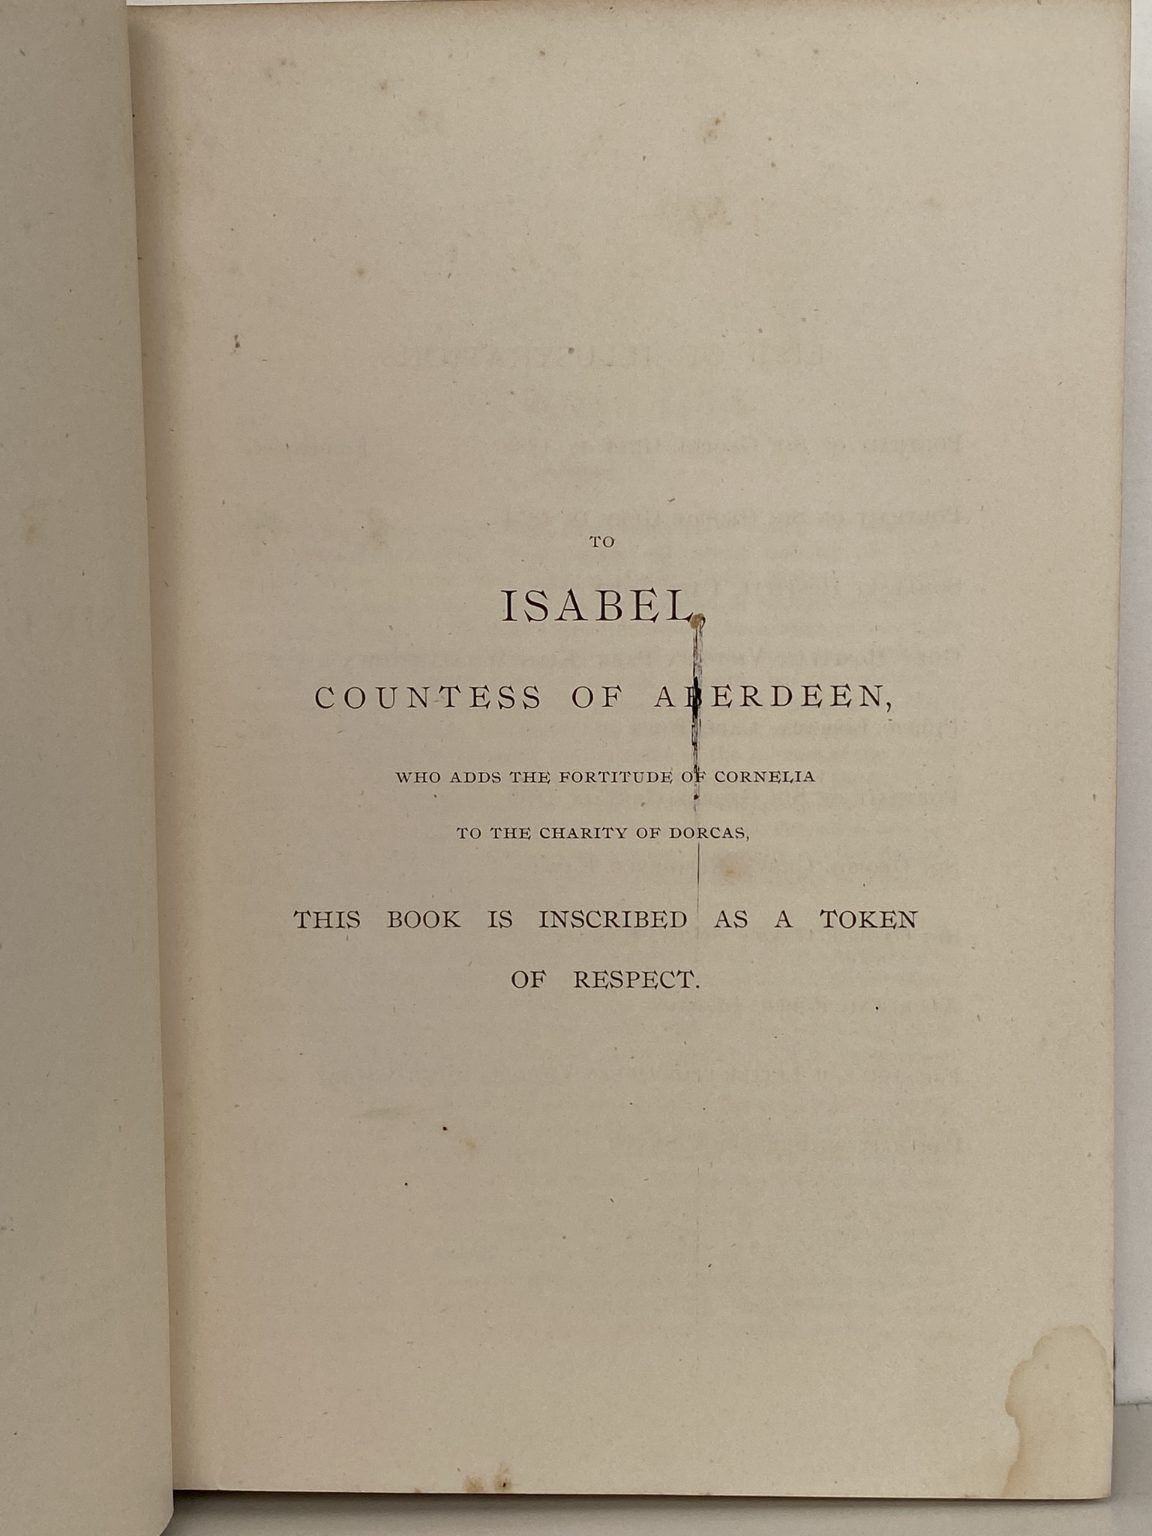 TO
ISABEL,
COUNTESS OF ABERDEEN,
WHO ADDS THE FORTITUDE OF CORNELIA
TO THE CHARITY OF DORCAS,
THIS BOOK IS INSCRIBED AS A TOKEN
OF RESPECT.